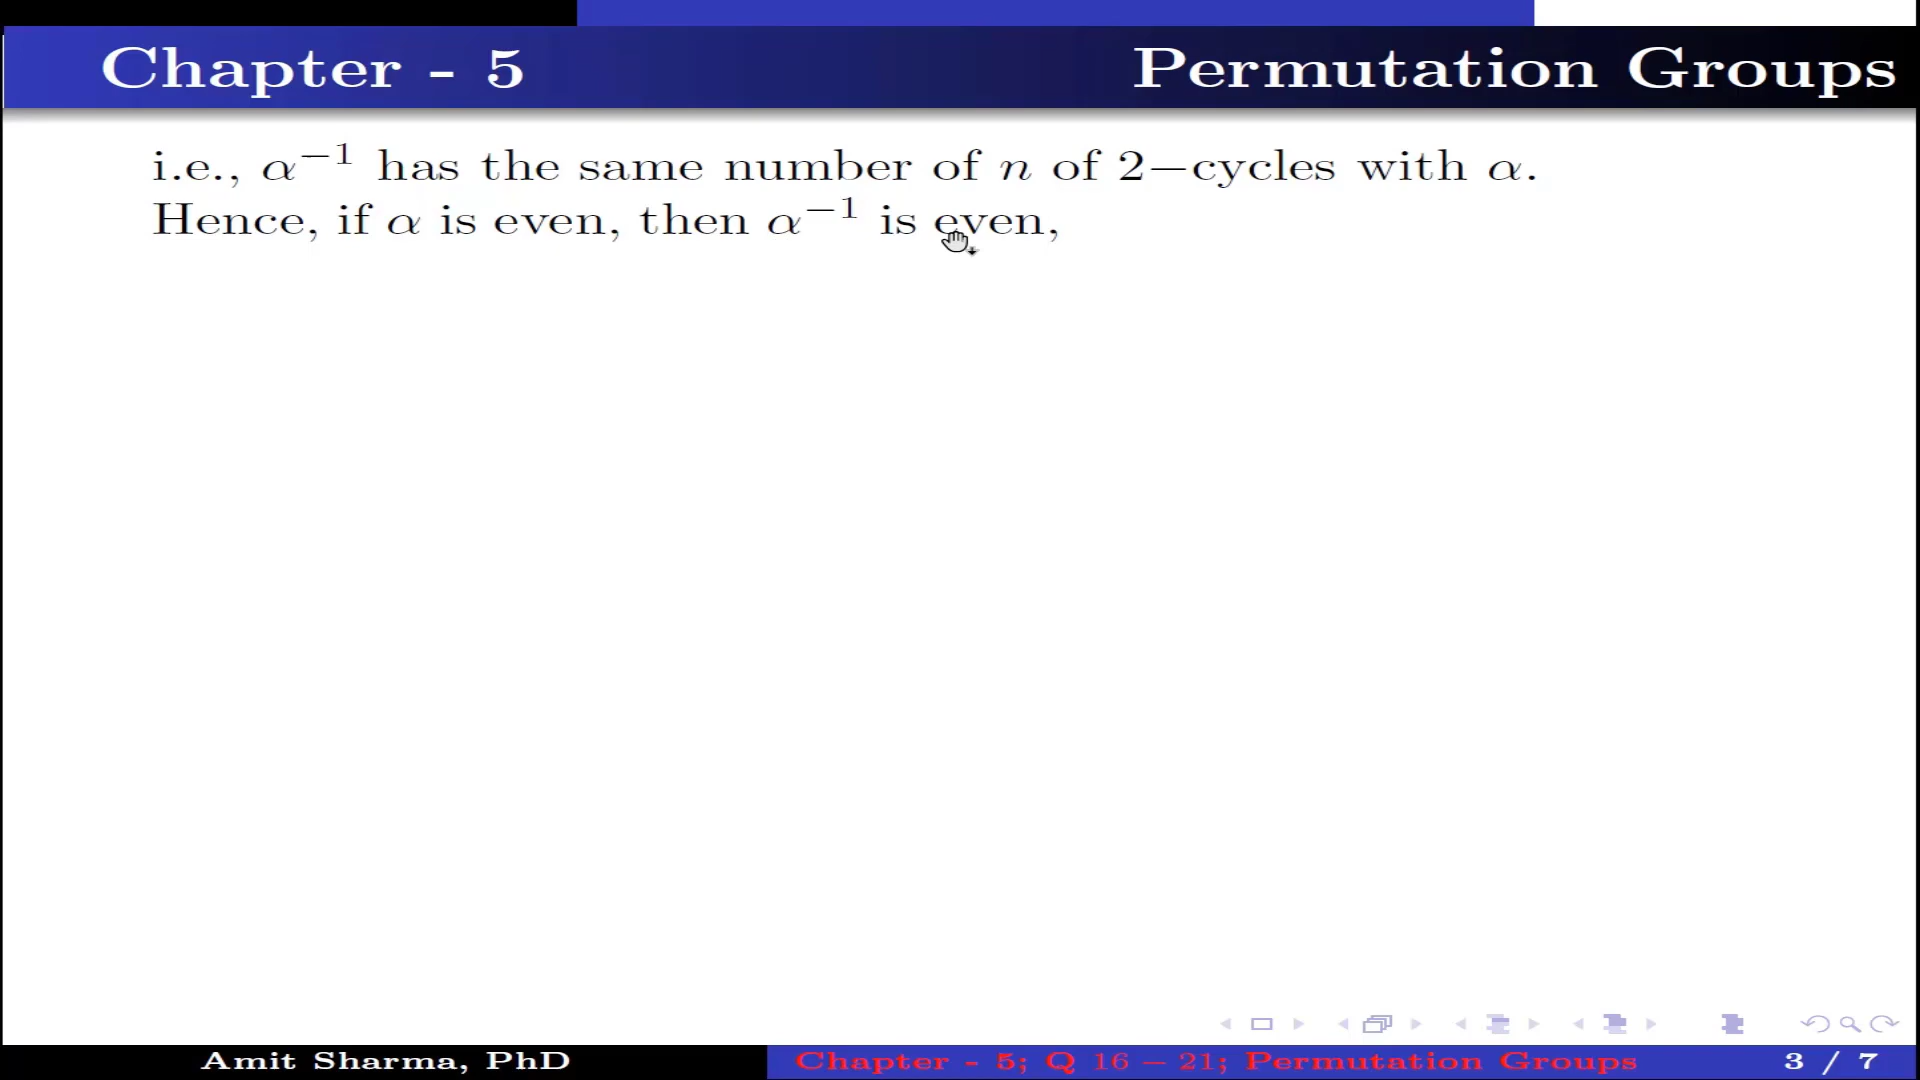 Chapter - 5 Permutation Groups
i.e., α⁻¹ has the same number of n of 2−cycles with α.
Hence, if α is even, then α⁻¹ is even,
Amit Sharma, PhD Chapter - 5; Q 16 − 21; Permutation Groups 3 / 7